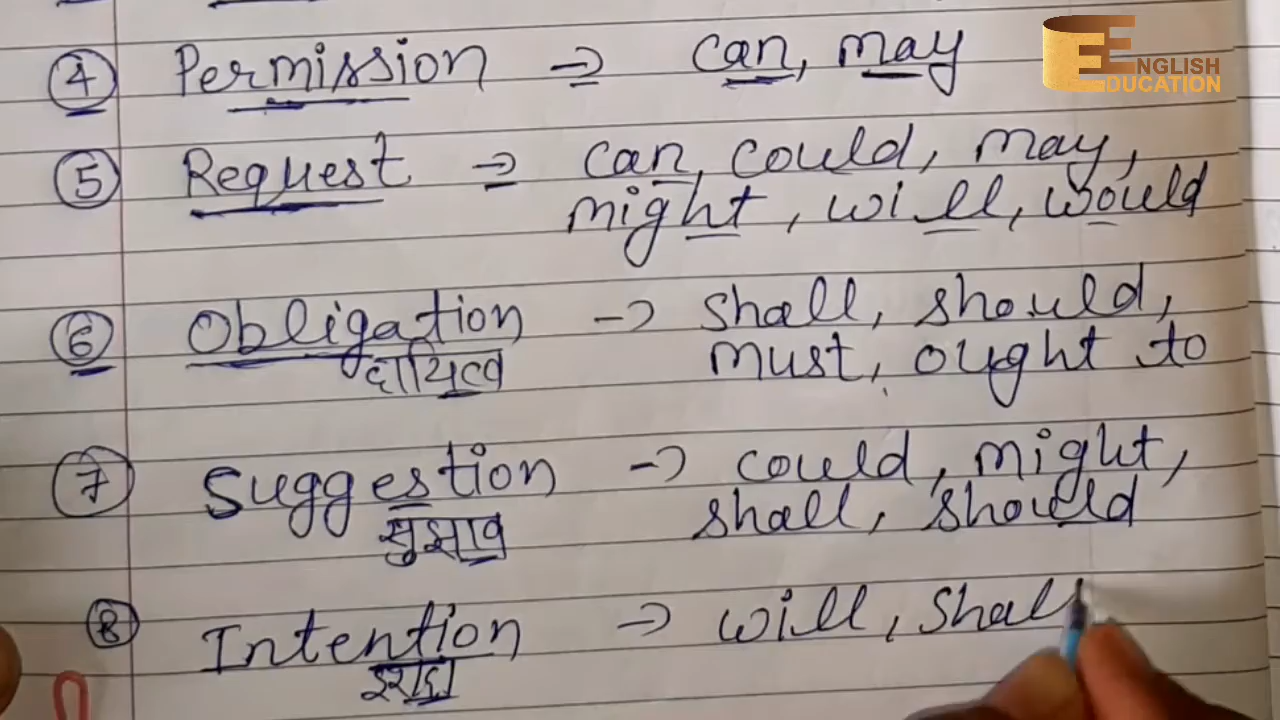 ④ Permission → can, may
⑤ Request → can, could, may,
might, will, would
⑥ Obligation → shall, should,
दायित्व
must, ought to
⑦ Suggestion → could, might,
सुझाव
shall, should
⑧ Intention → will, shall
इरादा
ENGLISH
EDUCATION